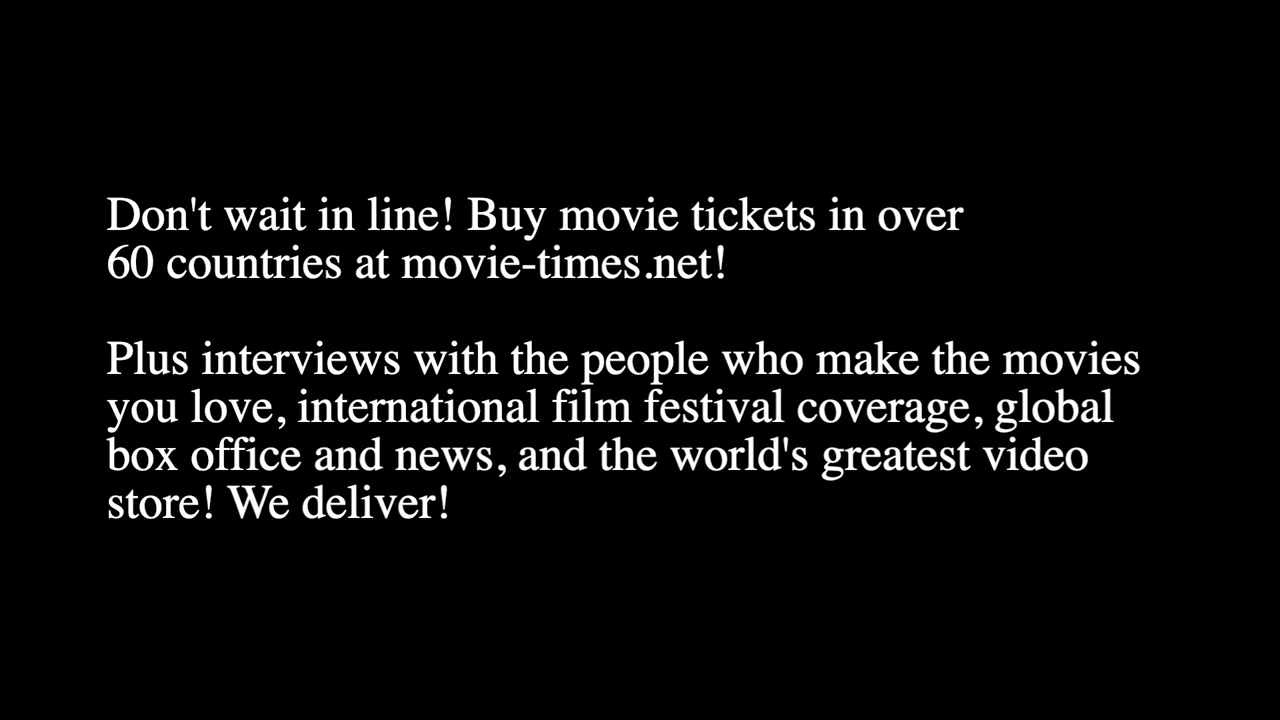 Don't wait in line! Buy movie tickets in over
60 countries at movie-times.net!
Plus interviews with the people who make the movies
you love, international film festival coverage, global
box office and news, and the world's greatest video
store! We deliver!